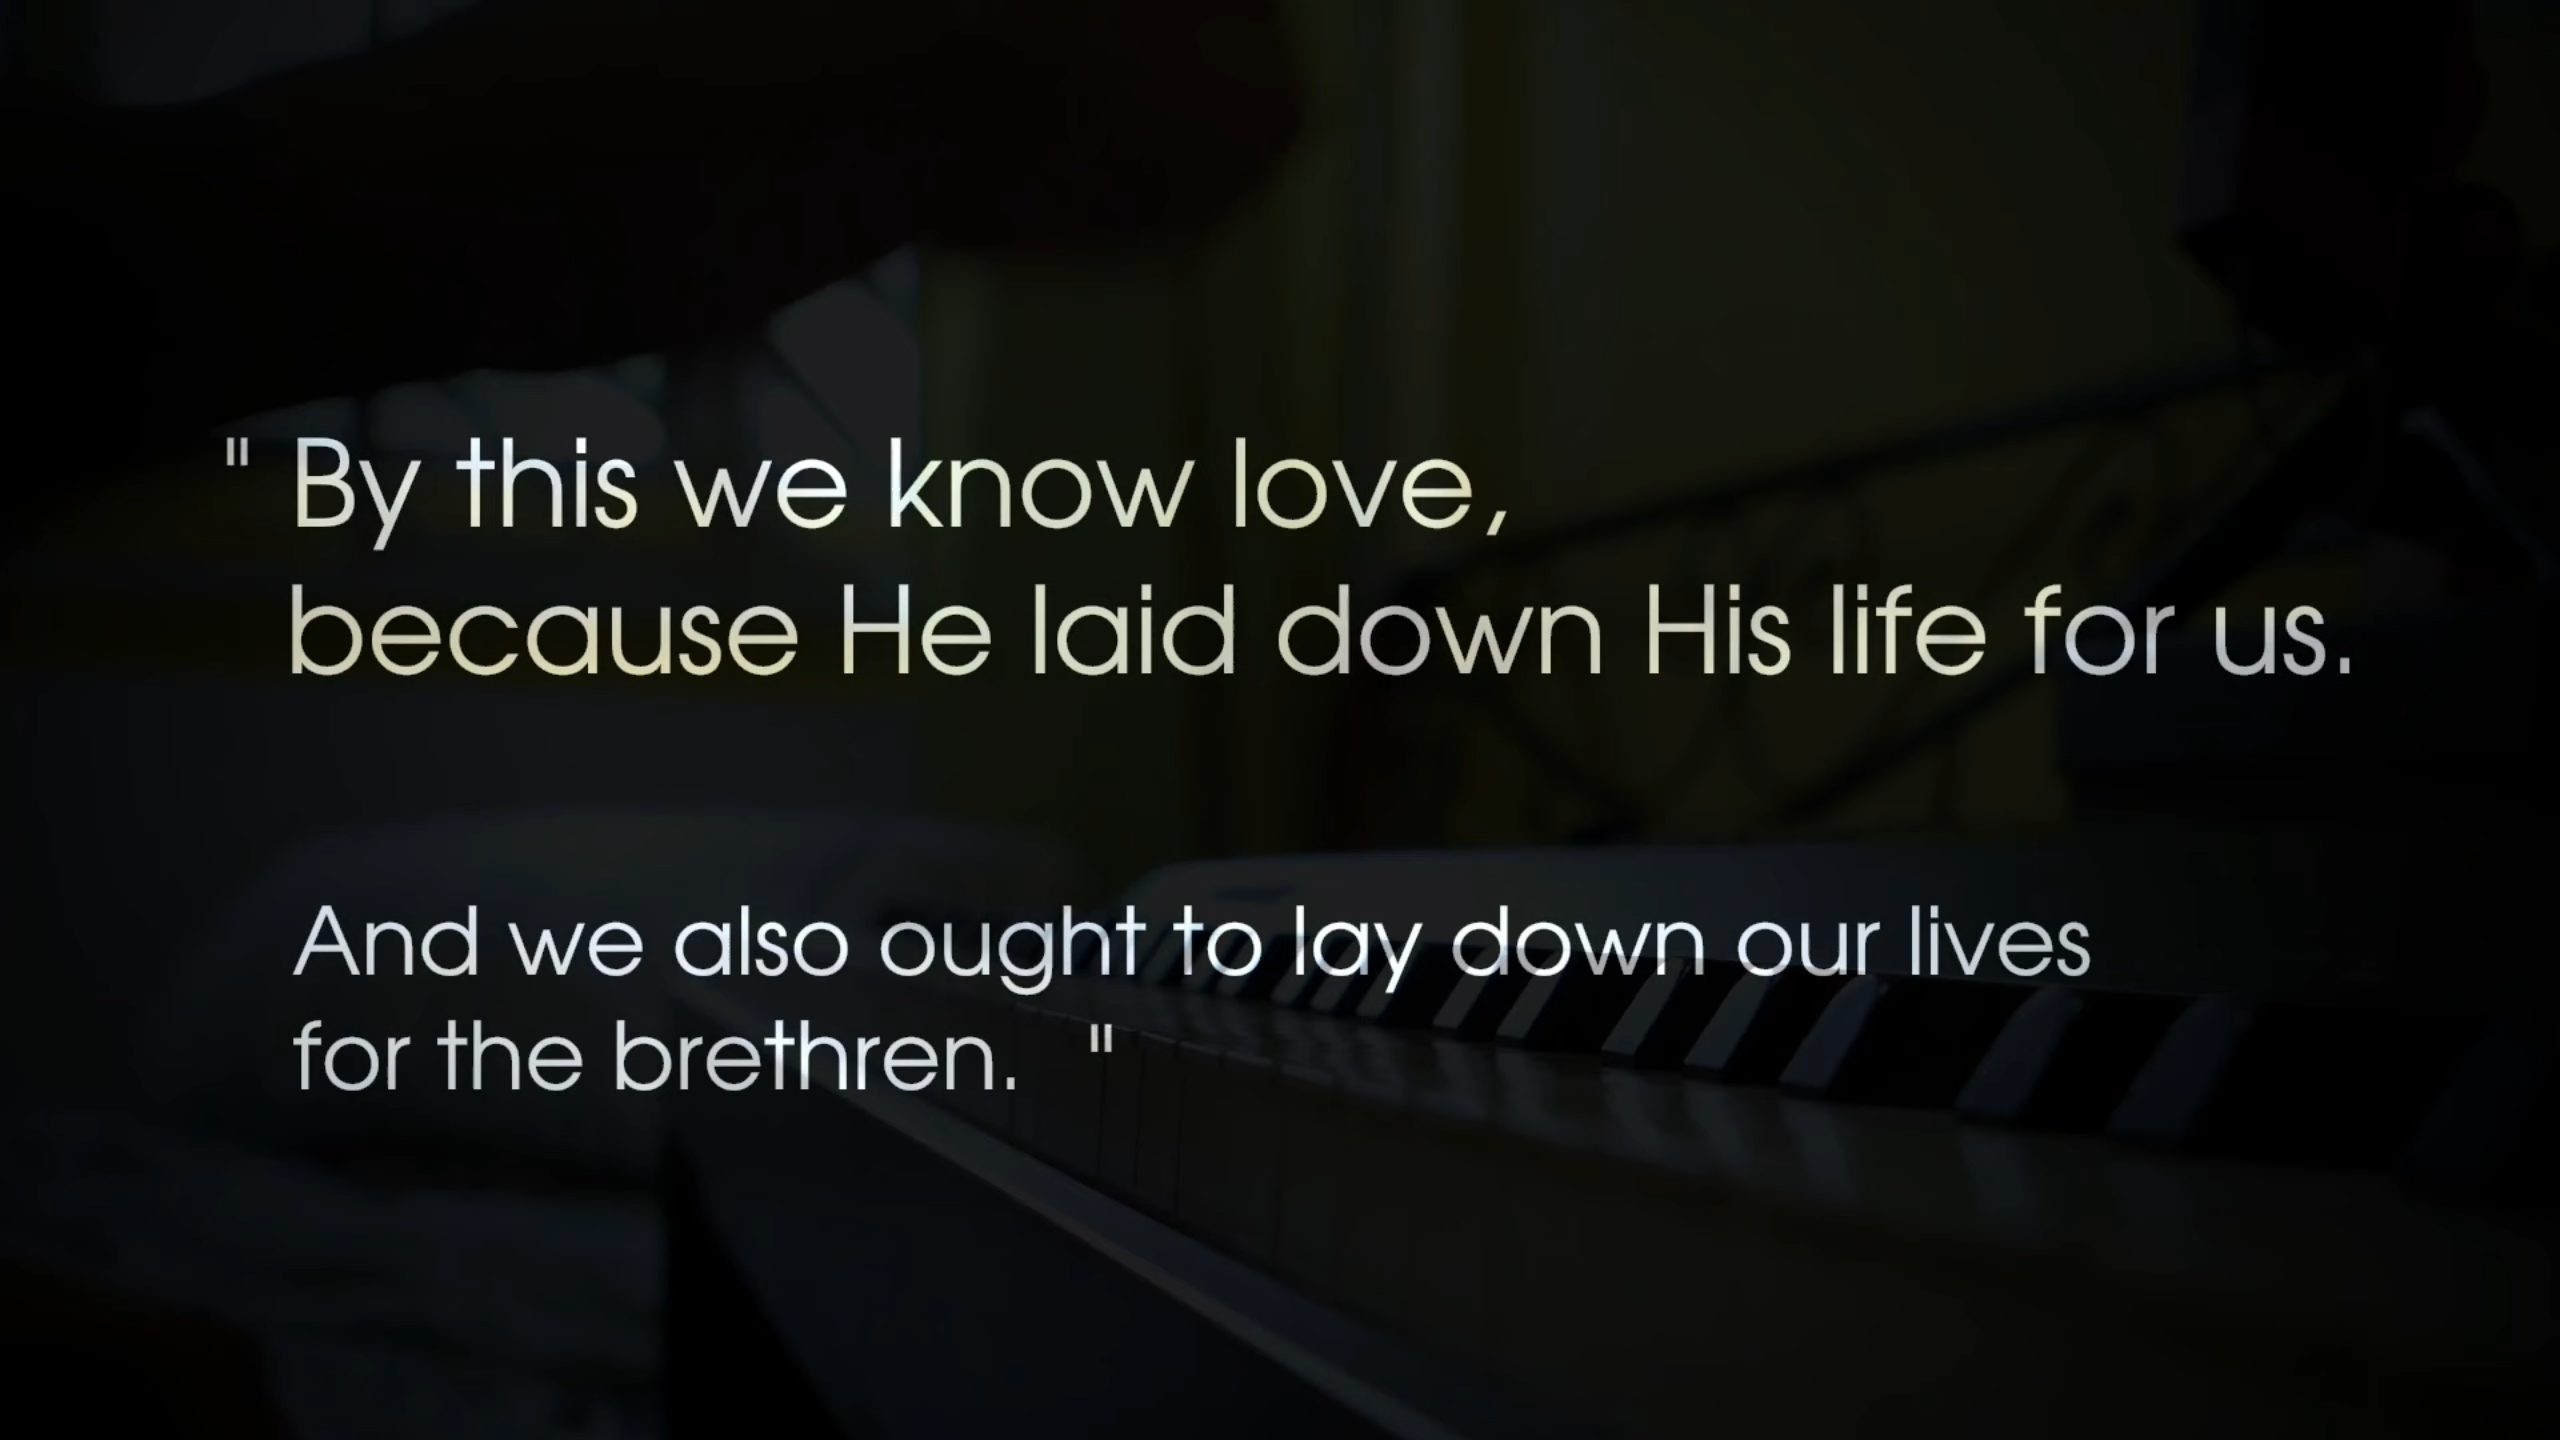 " By this we know love,
because He laid down His life for us.
And we also ought to lay down our lives
for the brethren. "